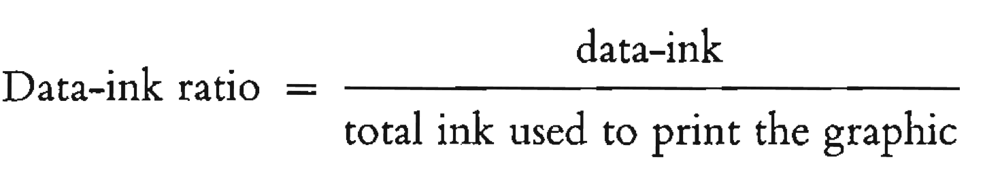 data-ink
Data-ink ratio =
total ink used to print the graphic